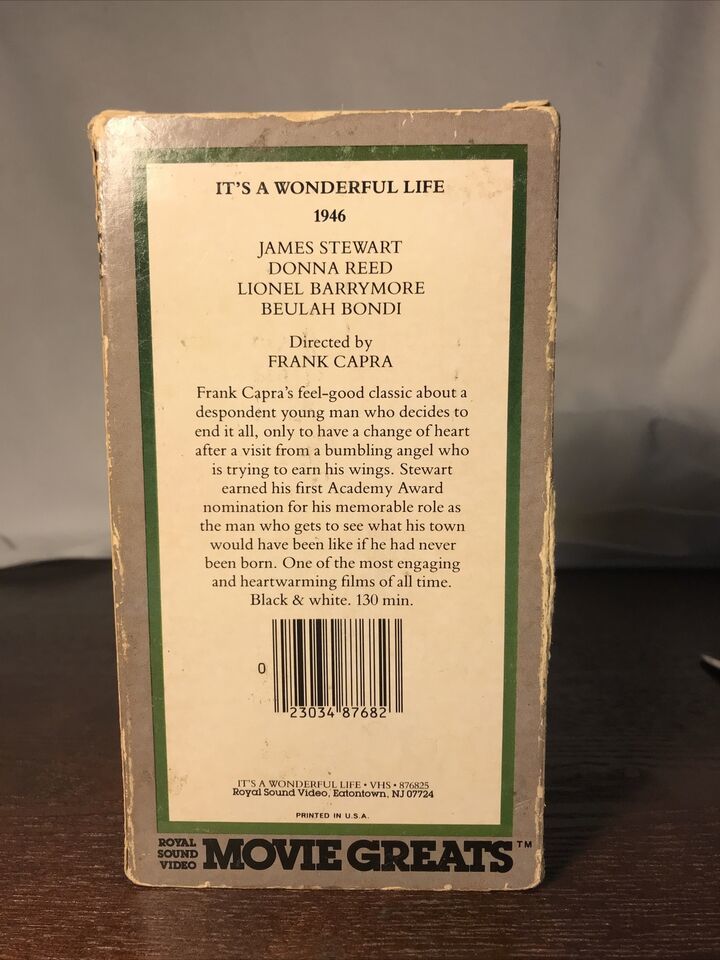 IT'S A WONDERFUL LIFE
1946
JAMES STEWART
DONNA REED
LIONEL BARRYMORE
BEULAH BONDI
Directed by
FRANK CAPRA
Frank Capra's feel-good classic about a
despondent young man who decides to
end it all, only to have a change of heart
after a visit from a bumbling angel who
is trying to earn his wings. Stewart
earned his first Academy Award
nomination for his memorable role as
the man who gets to see what his town
would have been like if he had never
been born. One of the most engaging
and heartwarming films of all time.
Black & white. 130 min.
0
23034 87682
IT'S A WONDERFUL LIFE • VHS • 876825
Royal Sound Video, Eatontown, NJ 07724
PRINTED IN U.S.A.
ROYAL
SOUND
VIDEO
MOVIE GREATS™